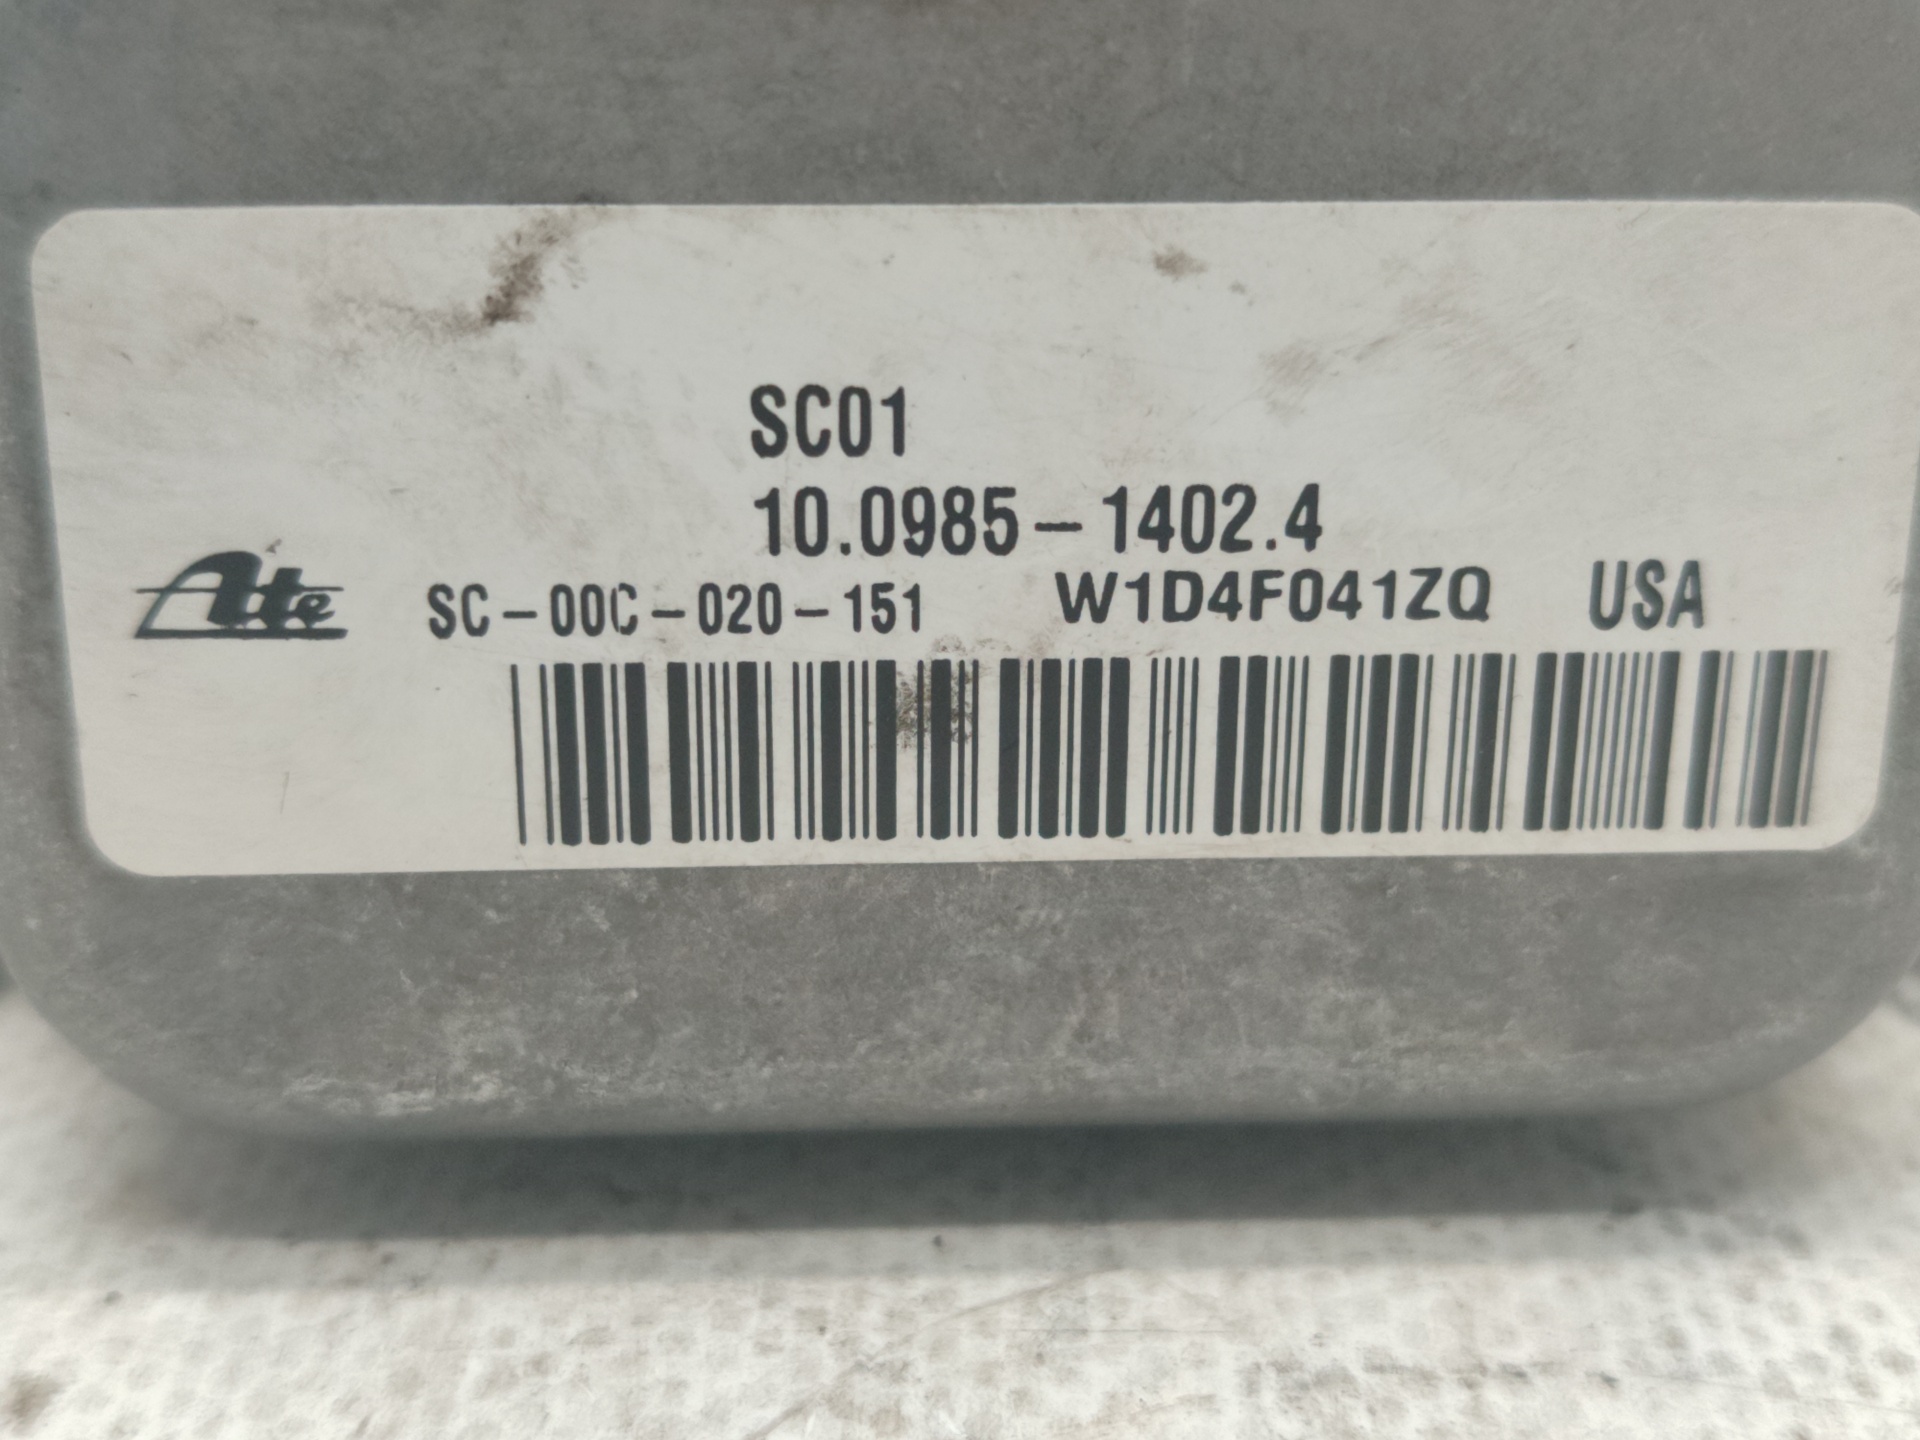 SC01
10.0985-1402.4
Ate SC-00C-020-151 W1D4F041ZQ USA